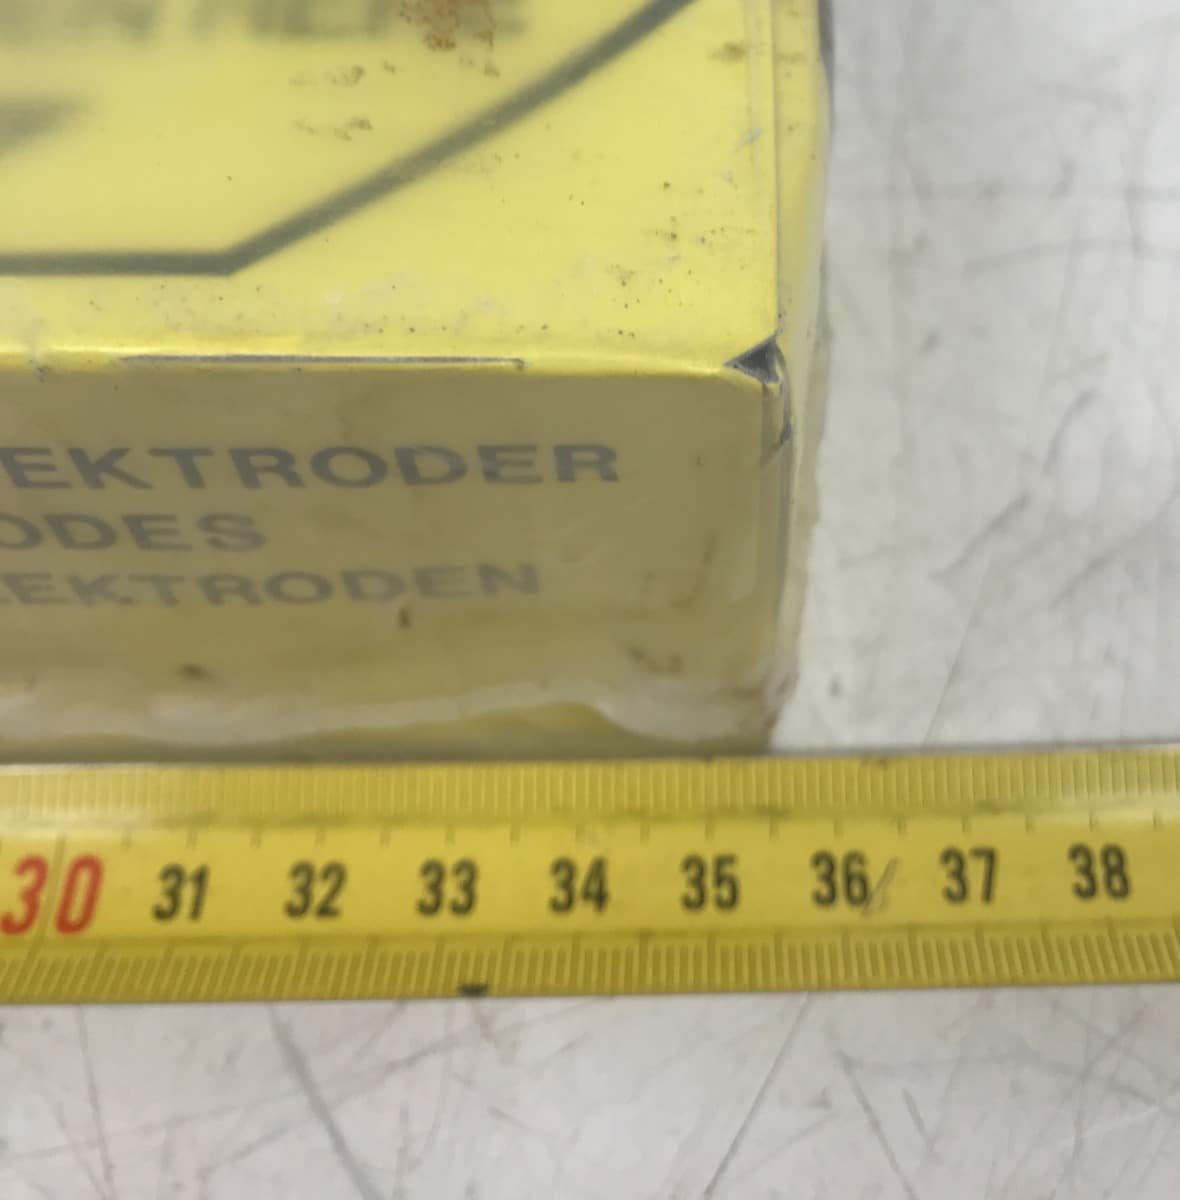 EKTRODER
ODES
EKTRODEN
30 31 32 33 34 35 36 37 38